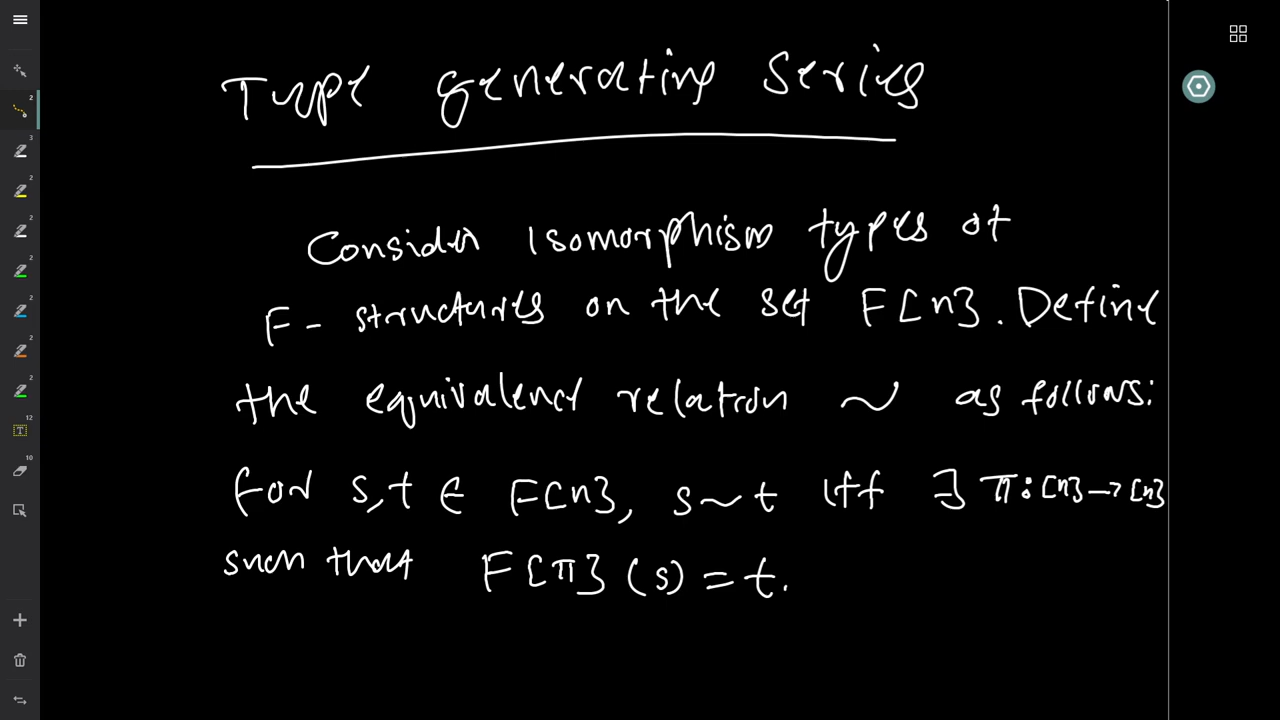 Type generating Series
Consider Isomorphism types of
F - structures on the set F[n]. Define
the equivalence relation ~ as follows:
for s,t ∈ F[n], s~t iff ∃ π:[n]→[n]
such that F[π](s) = t.